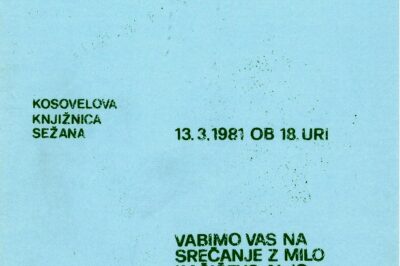 KOSOVELOVA
KNJIŽNICA
SEŽANA
13.3.1981 OB 18. URI
VABIMO VAS NA
SREČANJE Z MILO